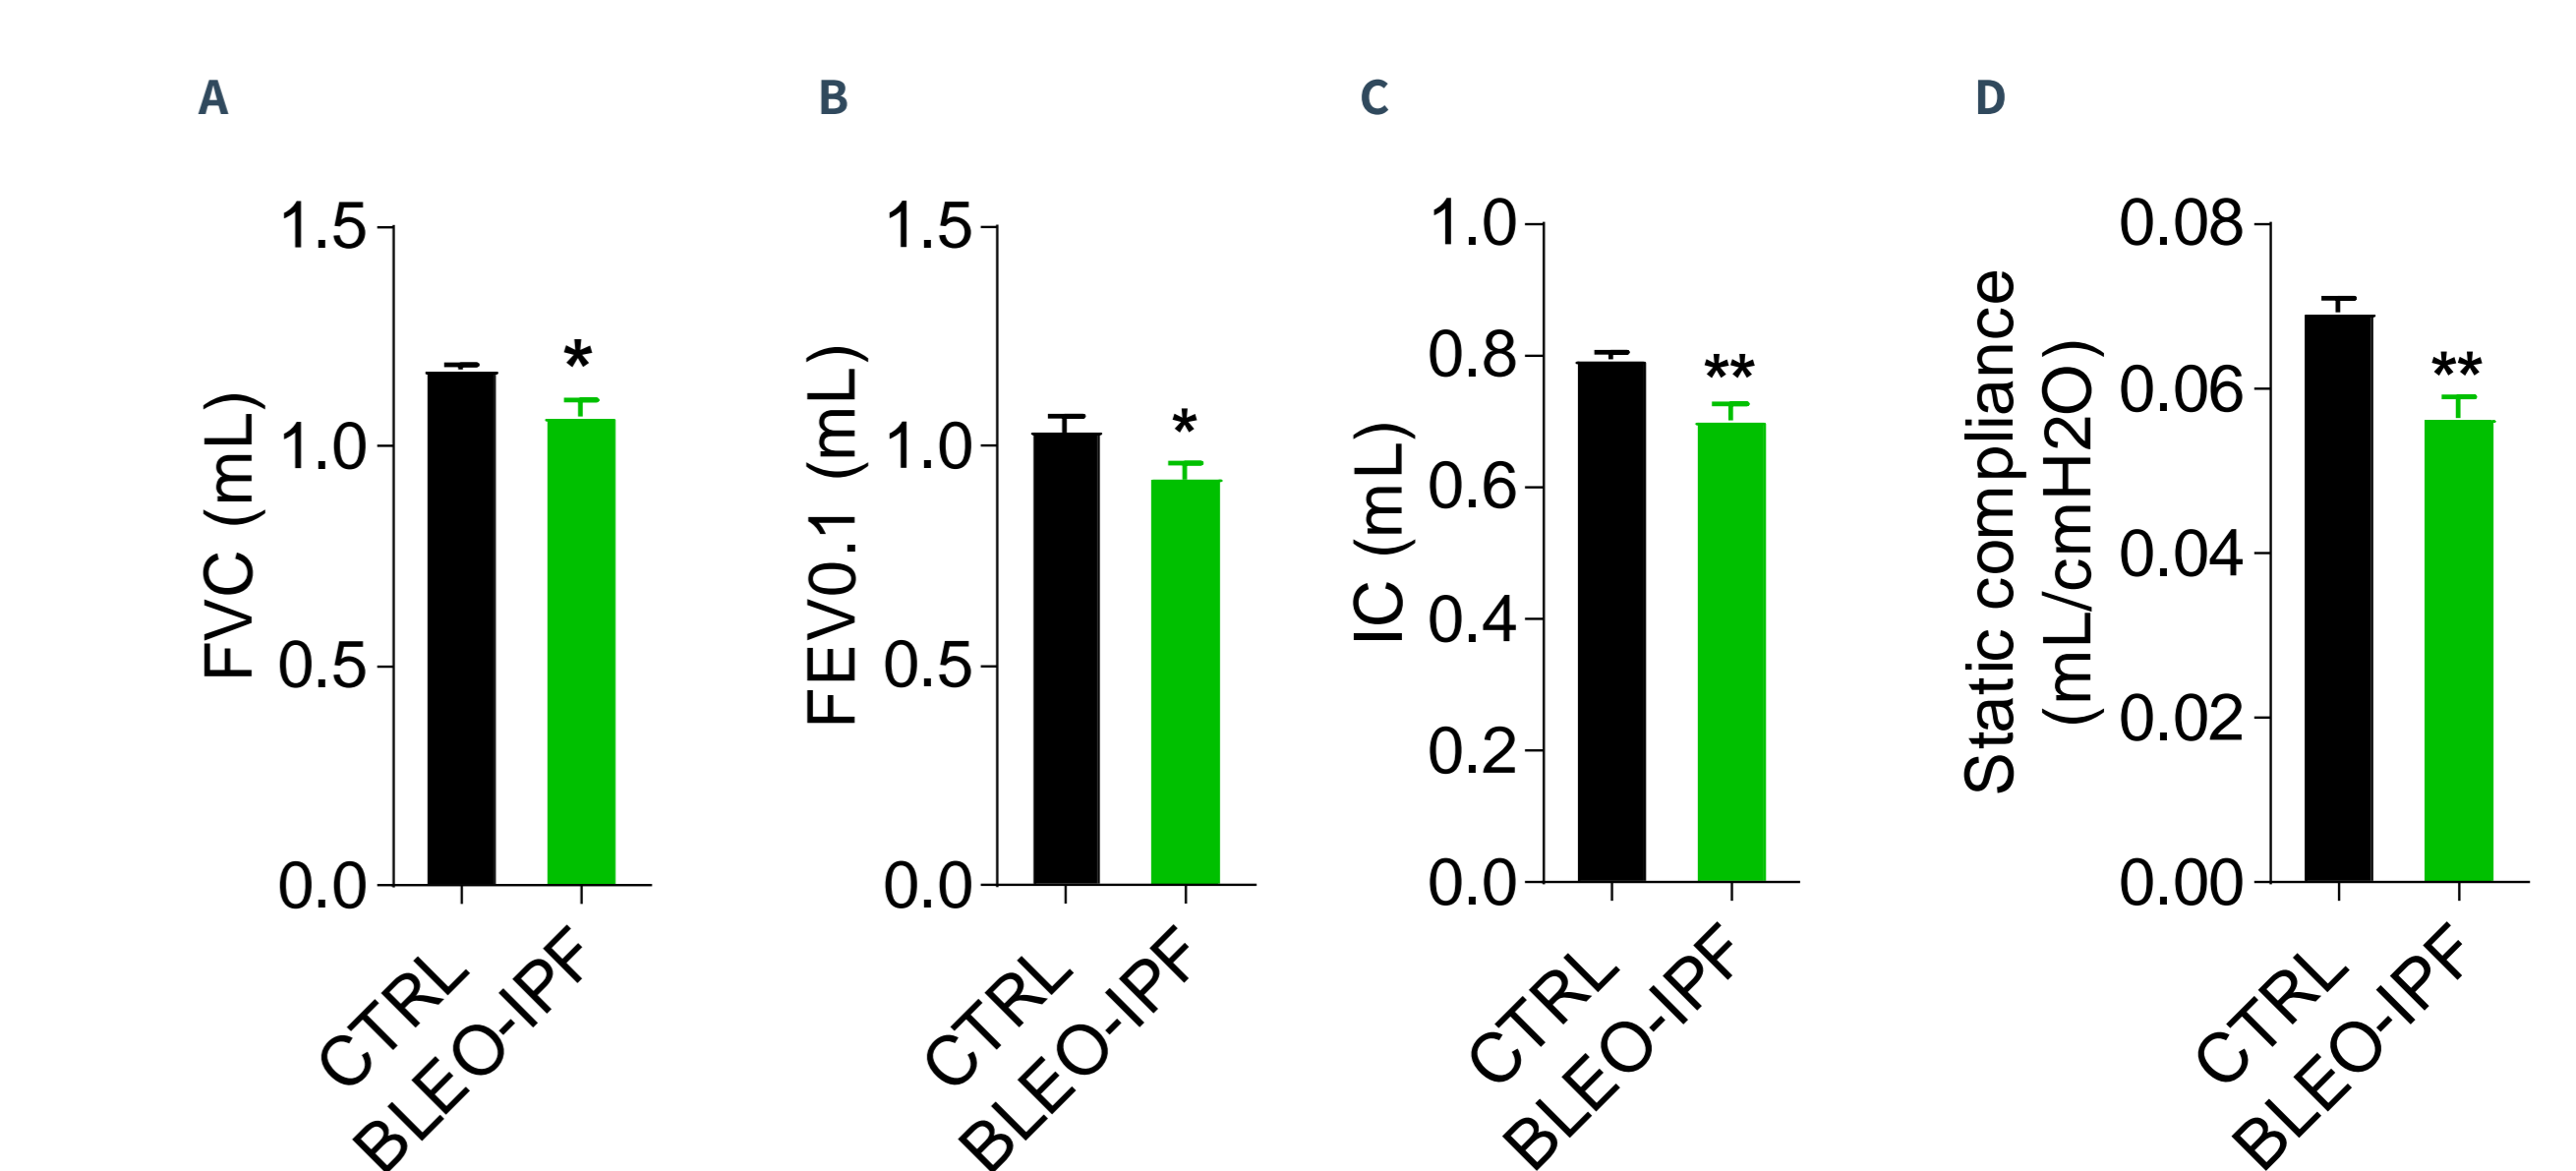 A
FVC (mL)
1.5
1.0
0.5
0.0
*
CTRL
BLEO-IPF
B
FEV0.1 (mL)
1.5
1.0
0.5
0.0
*
CTRL
BLEO-IPF
C
IC (mL)
1.0
0.8
0.6
0.4
0.2
0.0
**
CTRL
BLEO-IPF
D
Static compliance
(mL/cmH2O)
0.08
0.06
0.04
0.02
0.00
**
CTRL
BLEO-IPF